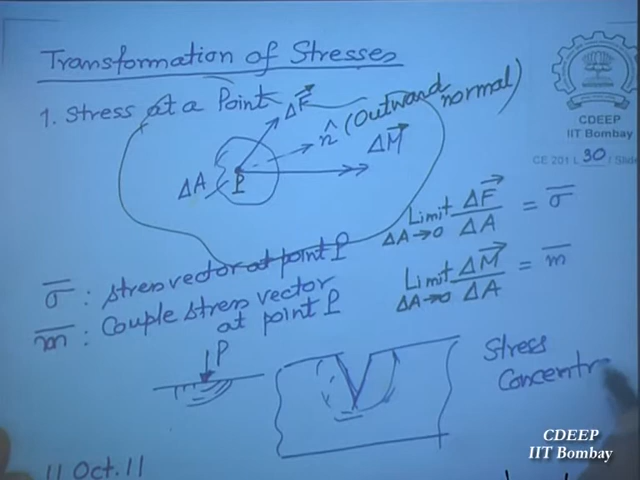 Transformation of Stresses
1. Stress at a Point
ΔF
n̂ (Outward normal)
ΔM
ΔA
P
CDEEP
IIT Bombay
CE 201 L 30 / Slide
Limit ΔA→0 ΔF/ΔA = σ̄
Limit ΔA→0 ΔM/ΔA = m̄
σ̄ : Stress vector at point P
m̄ : Couple stress vector
at point P
P
Stress
Concentr
11 Oct. 11
CDEEP
IIT Bombay